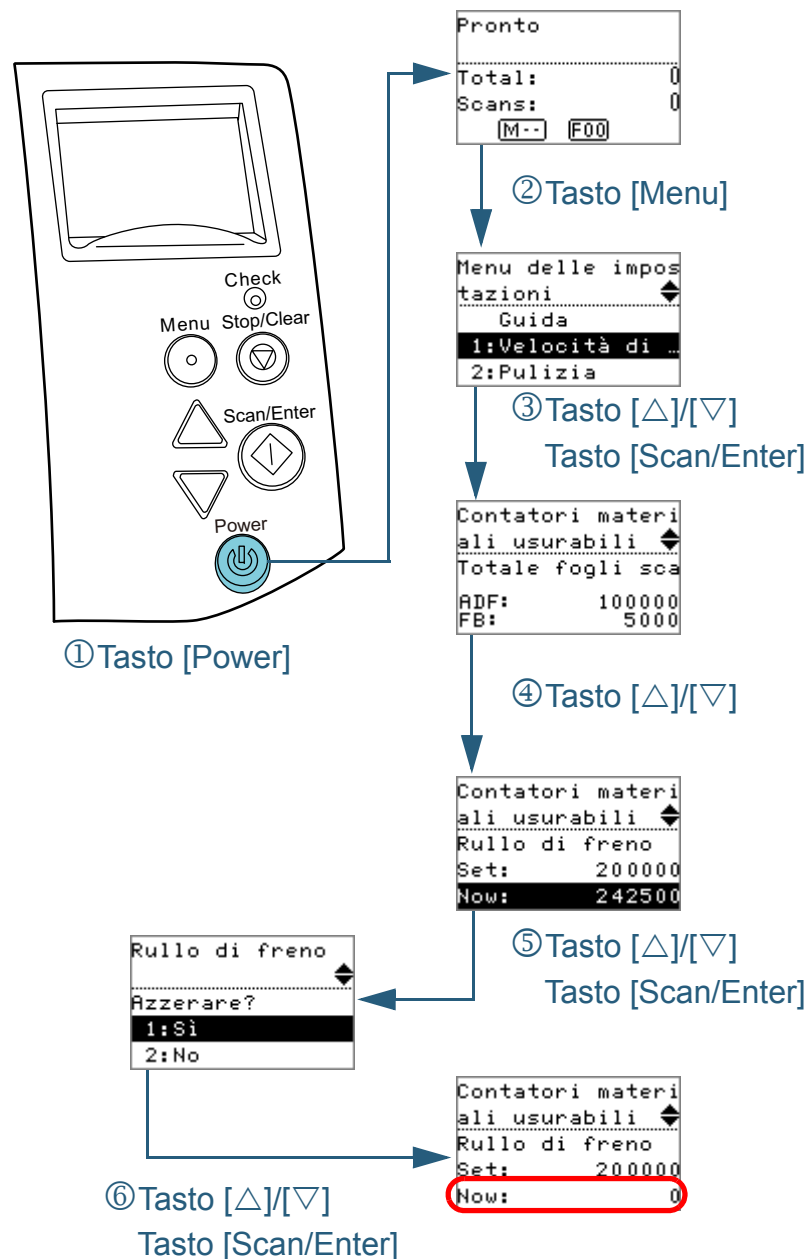 Check
Menu Stop/Clear
Scan/Enter
Power
①Tasto [Power]
Pronto
Total: 0
Scans: 0
M-- F00
②Tasto [Menu]
Menu delle impos
tazioni
Guida
1:Velocità di …
2:Pulizia
③Tasto [△]/[▽]
Tasto [Scan/Enter]
Contatori materi
ali usurabili
Totale fogli sca
ADF: 100000
FB: 5000
④Tasto [△]/[▽]
Contatori materi
ali usurabili
Rullo di freno
Set: 200000
Now: 242500
⑤Tasto [△]/[▽]
Tasto [Scan/Enter]
Rullo di freno
Azzerare?
1:Sì
2:No
⑥Tasto [△]/[▽]
Tasto [Scan/Enter]
Contatori materi
ali usurabili
Rullo di freno
Set: 200000
Now: 0